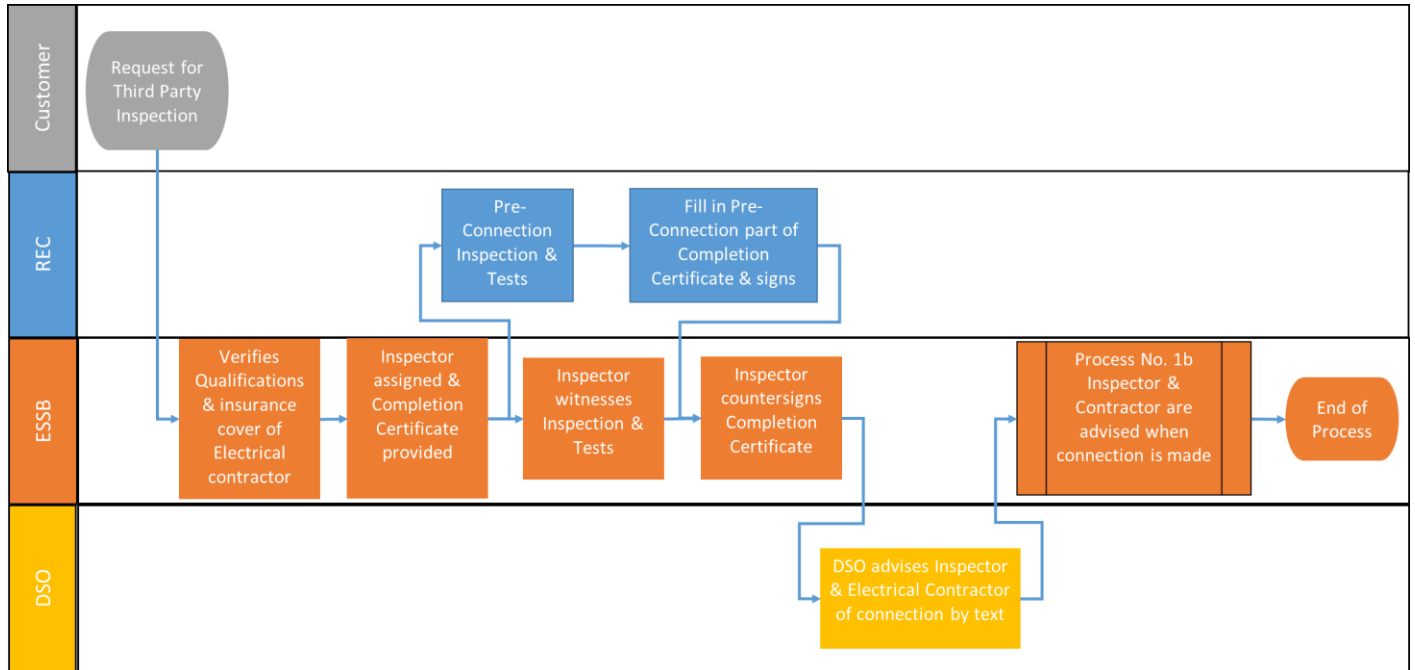 Customer
Request for
Third Party
Inspection
REC
Pre-
Connection
Inspection &
Tests
Fill in Pre-
Connection part of
Completion
Certificate & signs
ESSB
Verifies
Qualifications
& insurance
cover of
Electrical
contractor
Inspector
assigned &
Completion
Certificate
provided
Inspector
witnesses
Inspection &
Tests
Inspector
countersigns
Completion
Certificate
Process No. 1b
Inspector &
Contractor are
advised when
connection is made
End of
Process
DSO
DSO advises Inspector
& Electrical Contractor
of connection by text